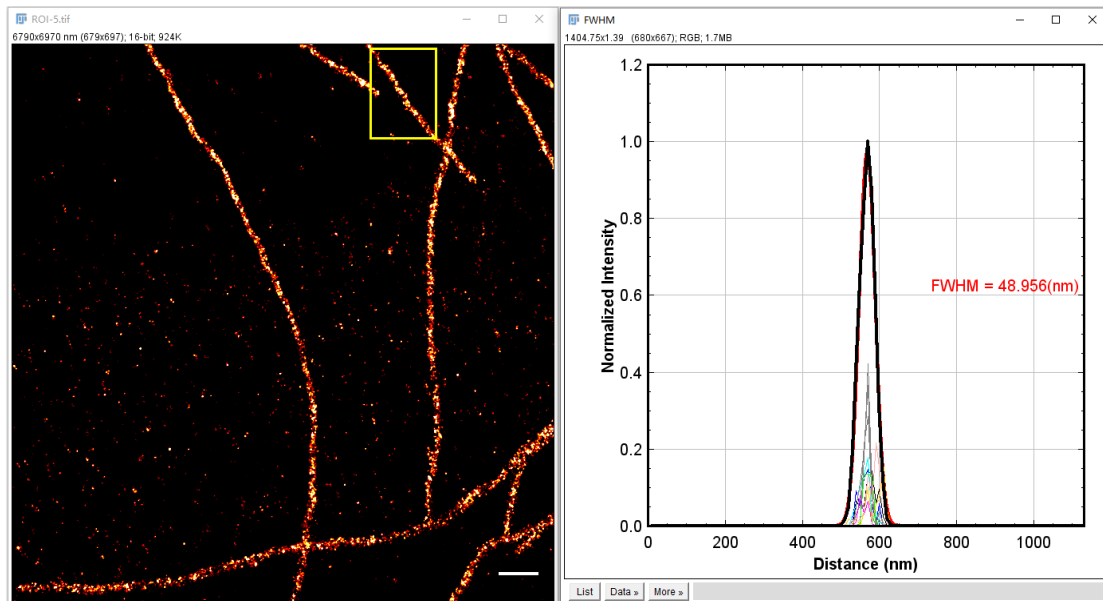 ROI-5.tif
6790x6970 nm (679x697); 16-bit; 924K
FWHM
1404.75x1.39 (680x667); RGB; 1.7MB
1.2
1.0
0.8
0.6
0.4
0.2
0.0
Normalized Intensity
FWHM = 48.956(nm)
0 200 400 600 800 1000
Distance (nm)
List Data » More »